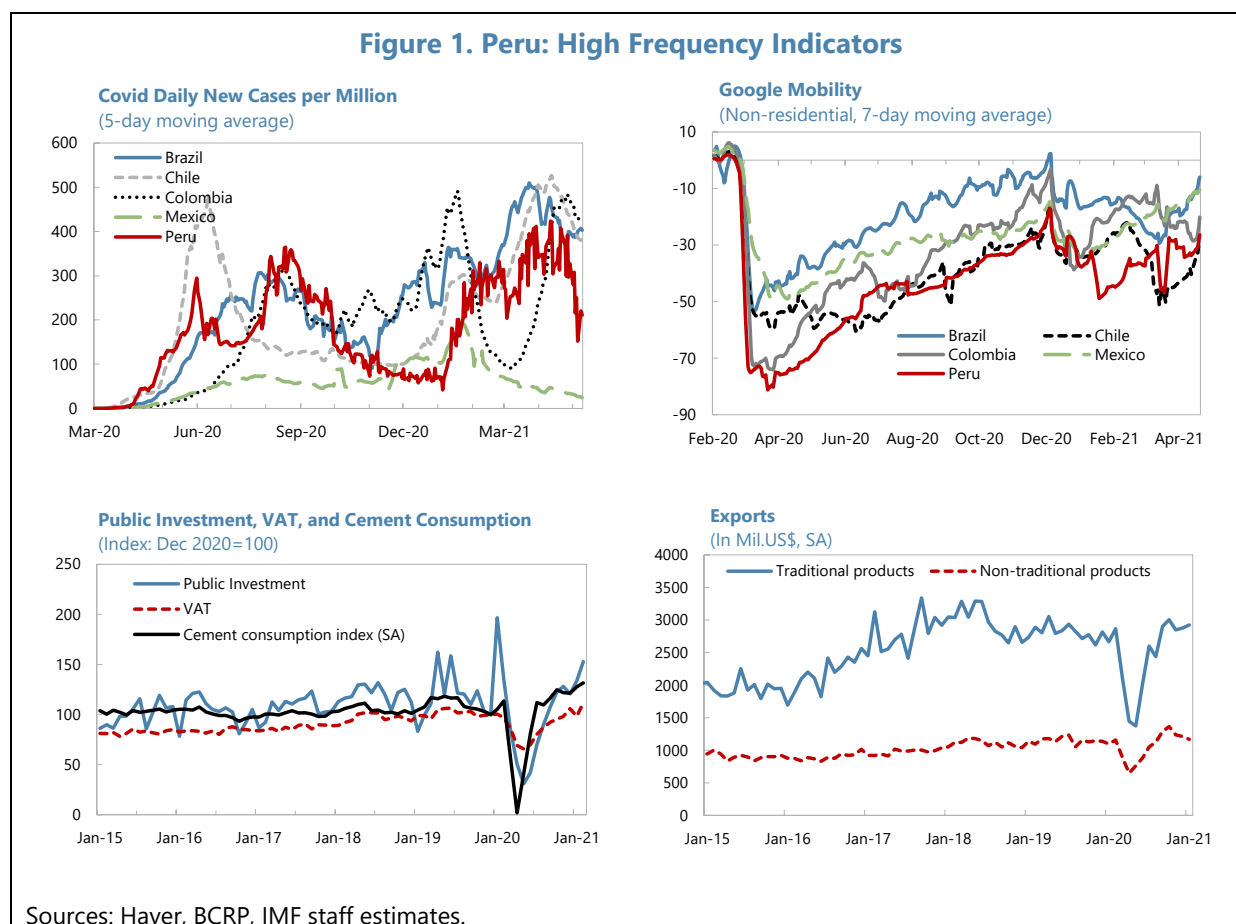 Figure 1. Peru: High Frequency Indicators
Covid Daily New Cases per Million
(5-day moving average)
600
500
400
300
200
100
0
Brazil
Chile
Colombia
Mexico
Peru
Mar-20 Jun-20 Sep-20 Dec-20 Mar-21
Google Mobility
(Non-residential, 7-day moving average)
10
-10
-30
-50
-70
-90
Brazil Chile
Colombia Mexico
Peru
Feb-20 Apr-20 Jun-20 Aug-20 Oct-20 Dec-20 Feb-21 Apr-21
Public Investment, VAT, and Cement Consumption
(Index: Dec 2020=100)
250
200
150
100
50
0
Public Investment
VAT
Cement consumption index (SA)
Jan-15 Jan-16 Jan-17 Jan-18 Jan-19 Jan-20 Jan-21
Exports
(In Mil.US$, SA)
4000
3500
3000
2500
2000
1500
1000
500
0
Traditional products Non-traditional products
Jan-15 Jan-16 Jan-17 Jan-18 Jan-19 Jan-20 Jan-21
Sources: Haver, BCRP, IMF staff estimates.